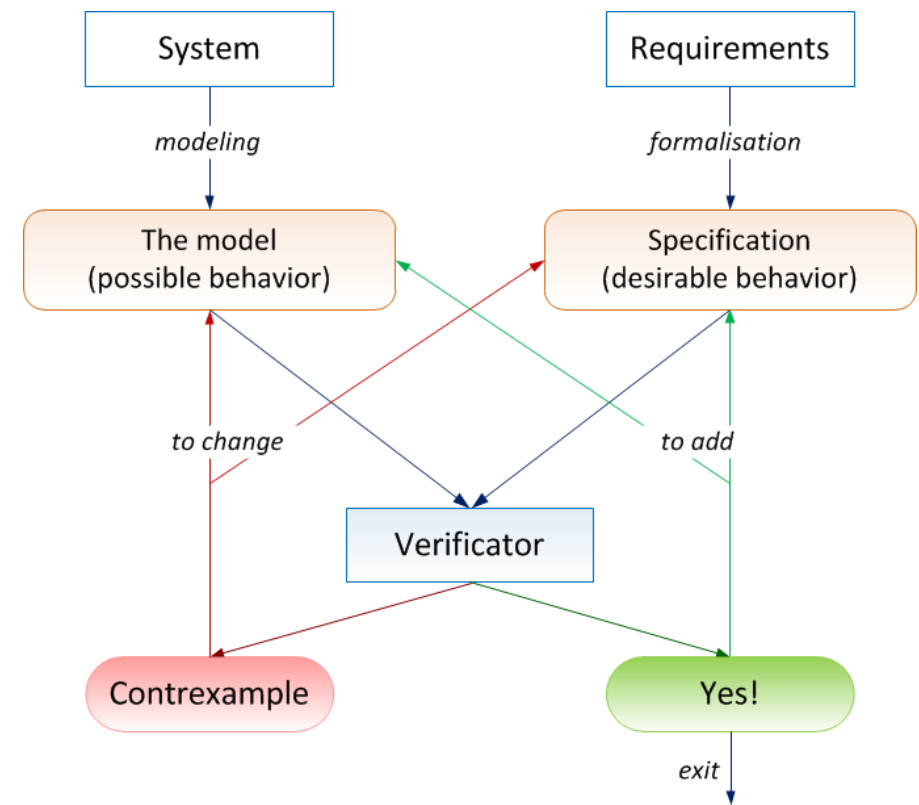 System
Requirements
modeling
formalisation
The model
(possible behavior)
Specification
(desirable behavior)
to change
to add
Verificator
Contrexample
Yes!
exit